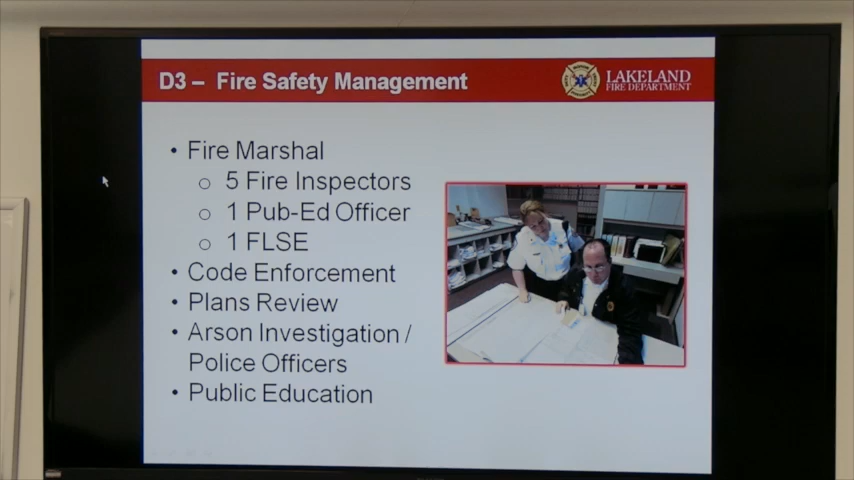 D3 – Fire Safety Management
LAKELAND
FIRE DEPARTMENT
• Fire Marshal
o 5 Fire Inspectors
o 1 Pub-Ed Officer
o 1 FLSE
• Code Enforcement
• Plans Review
• Arson Investigation /
Police Officers
• Public Education